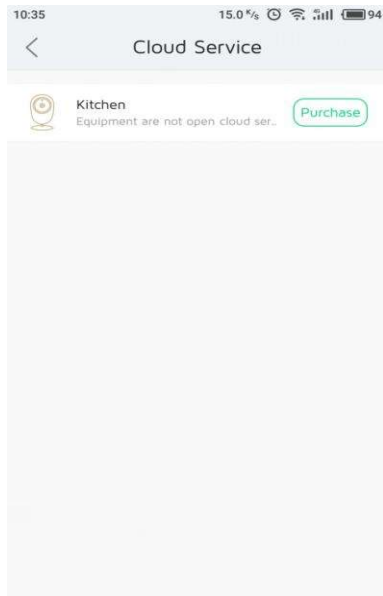 10:35 15.0 K/s 94
Cloud Service
Kitchen
Equipment are not open cloud ser..
Purchase